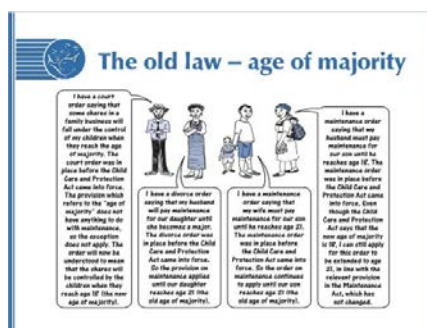 The old law – age of majority
I have a court
order saying that
some shares in a
family business will
fall under the control
of my children when
they reach the age
of majority. The
court order was in
place before the Child
Care and Protection
Act came into force.
The provision which
refers to the "age of
majority" does not
have anything to do
with maintenance,
so the exception
does not apply. The
order will now be
understood to mean
that the shares will
be controlled by the
children when they
reach age 18 (the new
age of majority).
I have a divorce order
saying that my husband
will pay maintenance
for our daughter until
she becomes a major.
The divorce order was
in place before the Child
Care and Protection
Act came into force.
So the provision on
maintenance applies
until our daughter
reaches age 21 (the
old age of majority).
I have a maintenance
order saying that
my wife must pay
maintenance for our son
until he reaches age 21.
The maintenance order
was in place before
the Child Care and
Protection Act came into
force. So the order on
maintenance continues
to apply until our son
reaches age 21 (the
old age of majority).
I have a
maintenance order
saying that my
husband must pay
maintenance for
our son until he
reaches age 18. The
maintenance order
was in place before
the Child Care and
Protection Act came
into force. Even
though the Child
Care and Protection
Act says that the
new age of majority
is 18, I can still apply
for this order to
be extended to age
21, in line with the
relevant provision
in the Maintenance
Act, which has
not changed.